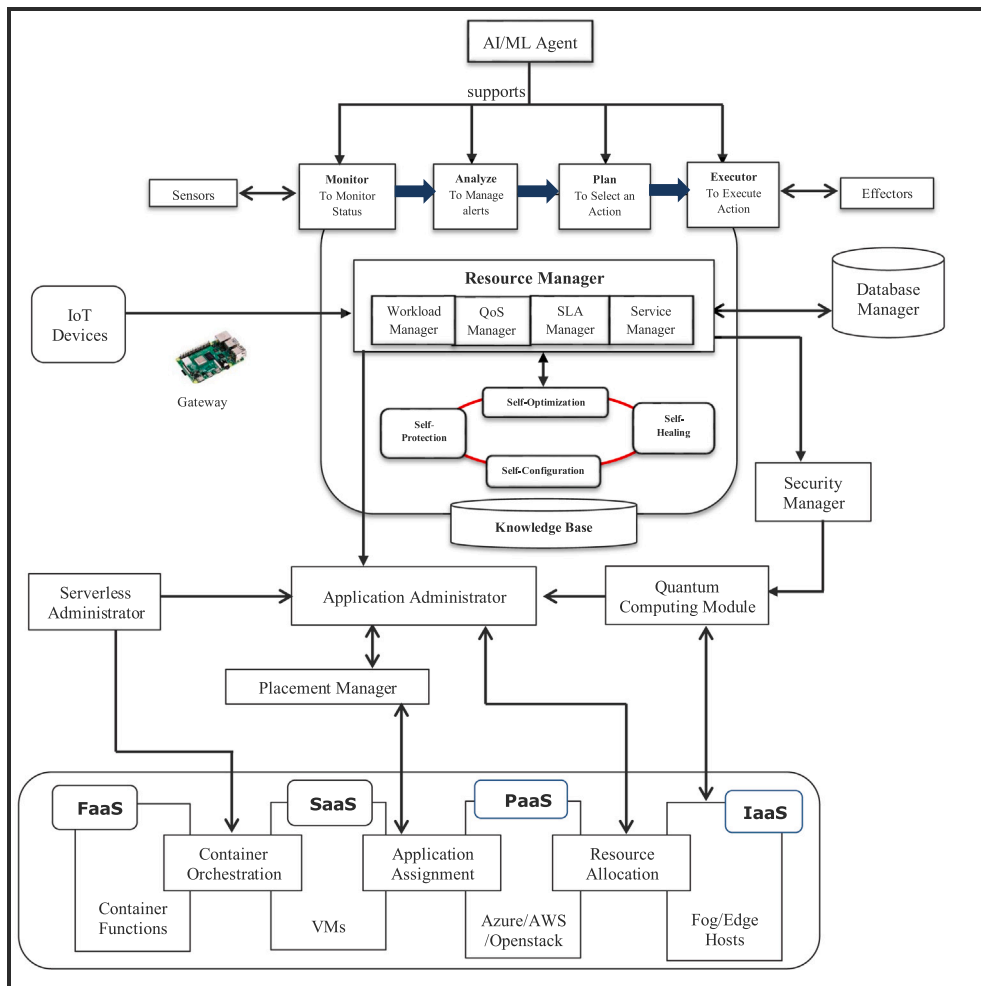 AI/ML Agent
supports
Monitor
To Monitor
Status
Analyze
To Manage
alerts
Plan
To Select an
Action
Executor
To Execute
Action
Sensors
Effectors
Resource Manager
Workload
Manager
QoS
Manager
SLA
Manager
Service
Manager
Database
Manager
IoT
Devices
Gateway
Self-Optimization
Self-
Protection
Self-
Healing
Self-Configuration
Security
Manager
Knowledge Base
Serverless
Administrator
Application Administrator
Quantum
Computing Module
Placement Manager
FaaS
SaaS
PaaS
IaaS
Container
Orchestration
Application
Assignment
Resource
Allocation
Container
Functions
VMs
Azure/AWS
/Openstack
Fog/Edge
Hosts